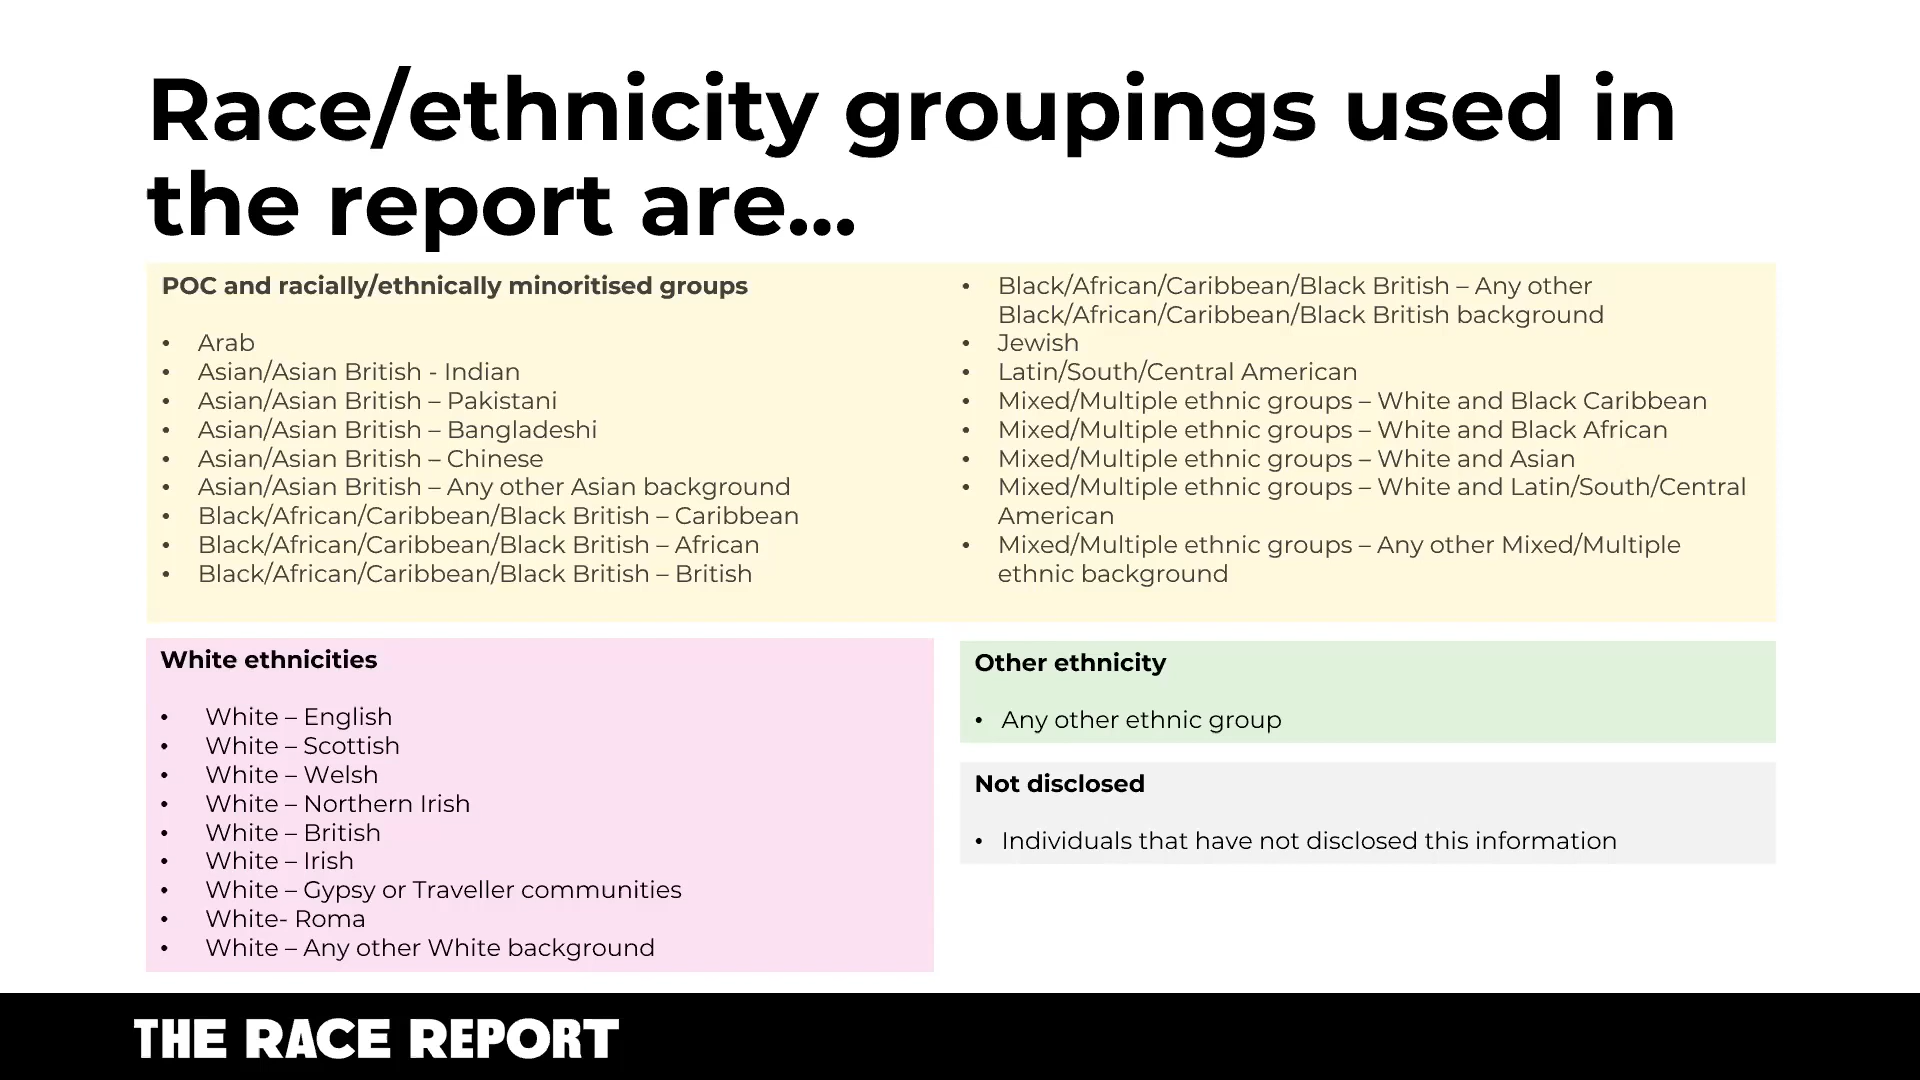 Race/ethnicity groupings used in
the report are...
POC and racially/ethnically minoritised groups
• Arab
• Asian/Asian British - Indian
• Asian/Asian British – Pakistani
• Asian/Asian British – Bangladeshi
• Asian/Asian British – Chinese
• Asian/Asian British – Any other Asian background
• Black/African/Caribbean/Black British – Caribbean
• Black/African/Caribbean/Black British – African
• Black/African/Caribbean/Black British – British
• Black/African/Caribbean/Black British – Any other
Black/African/Caribbean/Black British background
• Jewish
• Latin/South/Central American
• Mixed/Multiple ethnic groups – White and Black Caribbean
• Mixed/Multiple ethnic groups – White and Black African
• Mixed/Multiple ethnic groups – White and Asian
• Mixed/Multiple ethnic groups – White and Latin/South/Central
American
• Mixed/Multiple ethnic groups – Any other Mixed/Multiple
ethnic background
White ethnicities
• White – English
• White – Scottish
• White – Welsh
• White – Northern Irish
• White – British
• White – Irish
• White – Gypsy or Traveller communities
• White- Roma
• White – Any other White background
Other ethnicity
• Any other ethnic group
Not disclosed
• Individuals that have not disclosed this information
THE RACE REPORT